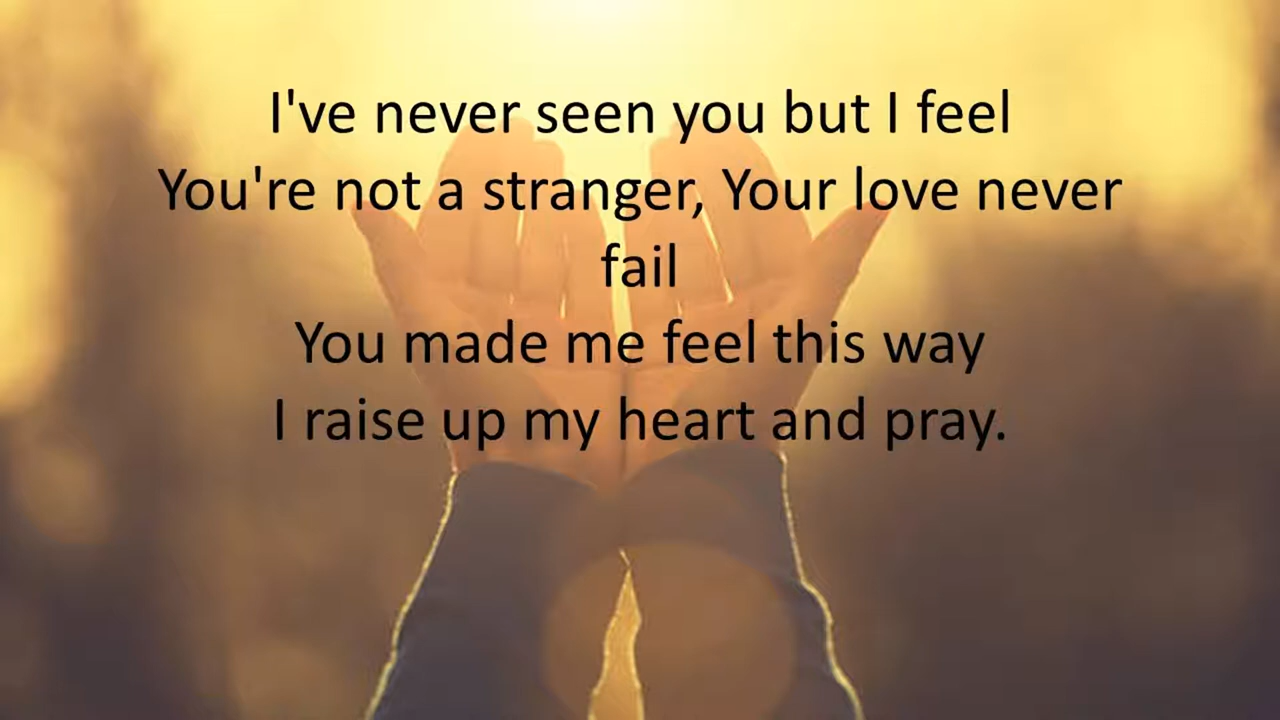 I've never seen you but I feel
You're not a stranger, Your love never
fail
You made me feel this way
I raise up my heart and pray.